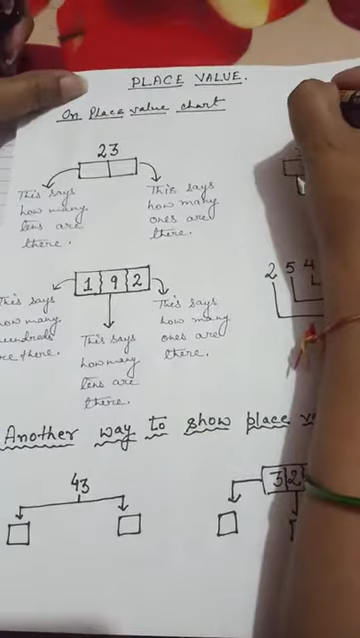 PLACE VALUE.
On Place value chart
23
This says
how many
tens are
there.
This says
how many
ones are
there.
1 9 2
This says
how many
hundreds
are there.
This says
how many
tens are
there.
This says
how many
ones are
there.
2 5 4
Another way to show place
43
32